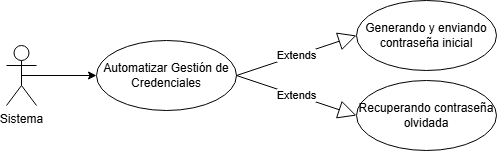 Generando y enviando
contraseña inicial
Extends
Automatizar Gestión de
Credenciales
Extends
Recuperando contraseña
olvidada
Sistema